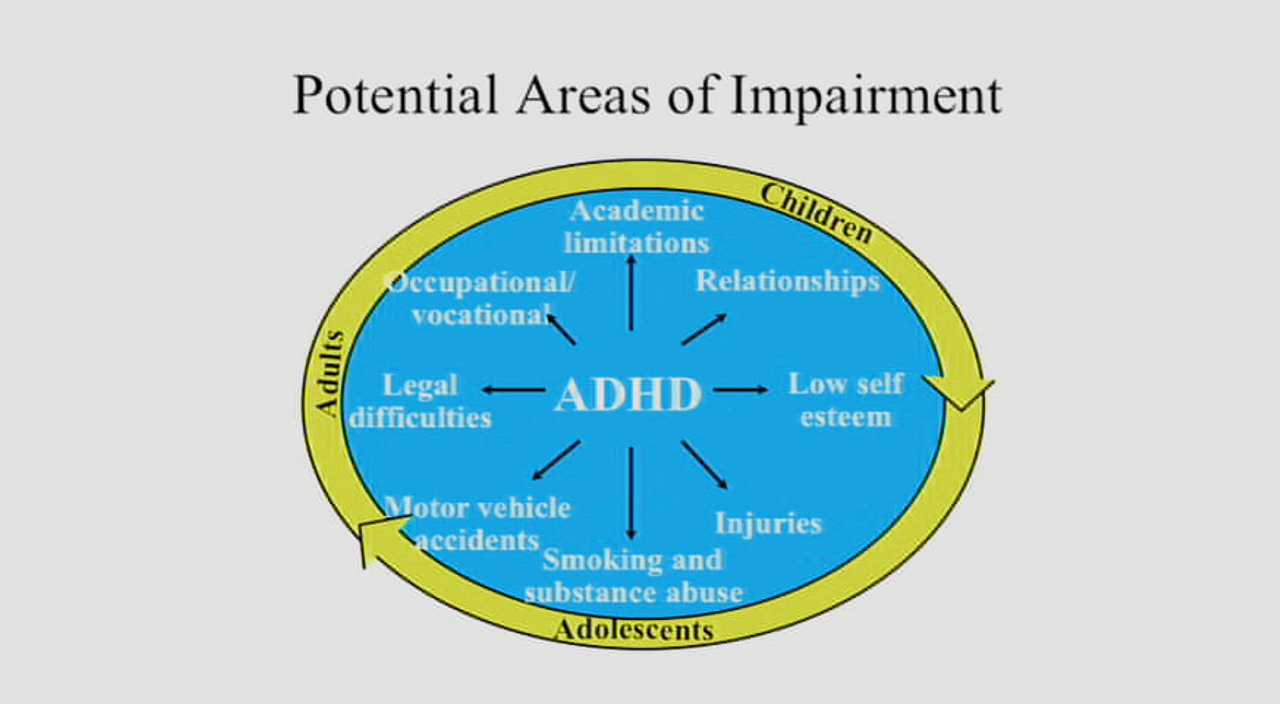 Potential Areas of Impairment
Children
Academic
limitations
Occupational/
vocational
Relationships
Adults
Legal
difficulties
ADHD
Low self
esteem
Motor vehicle
accidents
Injuries
Smoking and
substance abuse
Adolescents